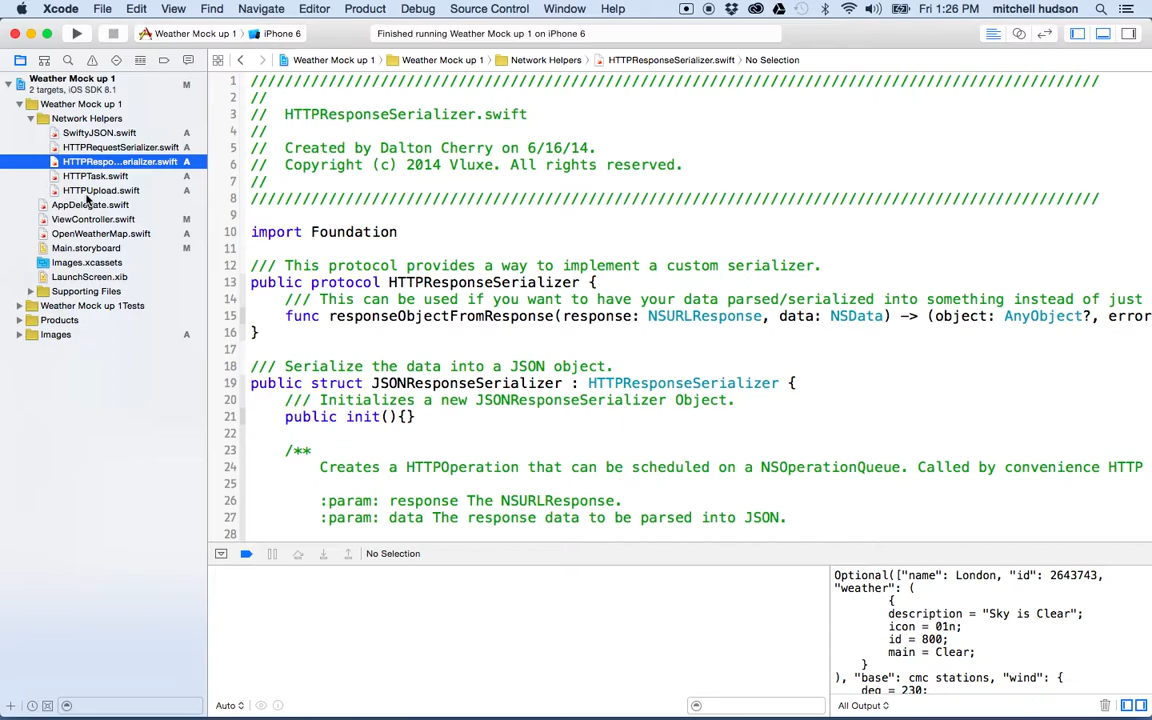 Xcode File Edit View Find Navigate Editor Product Debug Source Control Window Help Fri 1:26 PM mitchell hudson
Weather Mock up 1 iPhone 6 Finished running Weather Mock up 1 on iPhone 6
Weather Mock up 1 Weather Mock up 1 Network Helpers HTTPResponseSerializer.swift No Selection
Weather Mock up 1
2 targets, iOS SDK 8.1 M
Weather Mock up 1
Network Helpers
SwiftyJSON.swift A
HTTPRequestSerializer.swift A
HTTPRespo...erializer.swift A
HTTPTask.swift A
HTTPUpload.swift A
AppDelegate.swift
ViewController.swift M
OpenWeatherMap.swift A
Main.storyboard M
Images.xcassets
LaunchScreen.xib
Supporting Files
Weather Mock up 1Tests
Products
Images A
1 ////////////////////////////////////////////////////////////////////////////////////////////////////
2 //
3 // HTTPResponseSerializer.swift
4 //
5 // Created by Dalton Cherry on 6/16/14.
6 // Copyright (c) 2014 Vluxe. All rights reserved.
7 //
8 ////////////////////////////////////////////////////////////////////////////////////////////////////
9
10 import Foundation
11
12 /// This protocol provides a way to implement a custom serializer.
13 public protocol HTTPResponseSerializer {
14 /// This can be used if you want to have your data parsed/serialized into something instead of just
15 func responseObjectFromResponse(response: NSURLResponse, data: NSData) -> (object: AnyObject?, error
16 }
17
18 /// Serialize the data into a JSON object.
19 public struct JSONResponseSerializer : HTTPResponseSerializer {
20 /// Initializes a new JSONResponseSerializer Object.
21 public init(){}
22
23 /**
24 Creates a HTTPOperation that can be scheduled on a NSOperationQueue. Called by convenience HTTP
25
26 :param: response The NSURLResponse.
27 :param: data The response data to be parsed into JSON.
28
No Selection
Optional(["name": London, "id": 2643743,
"weather": (
{
description = "Sky is Clear";
icon = 01n;
id = 800;
main = Clear;
}
), "base": cmc stations, "wind": {
deg = 230;
Auto
All Output